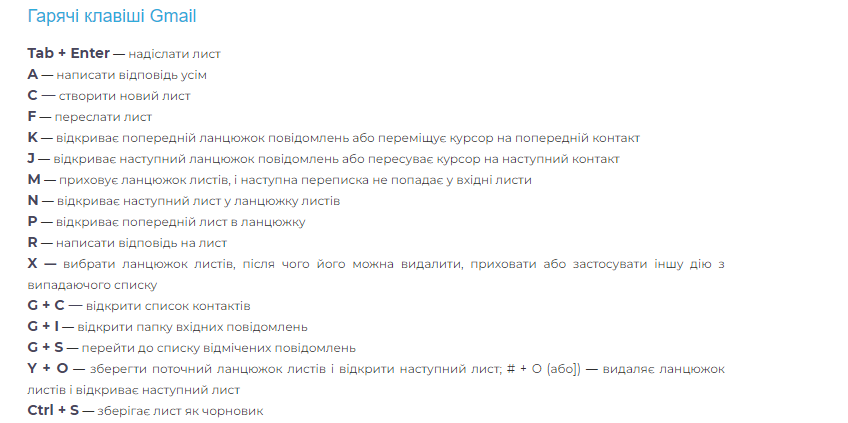 Гарячі клавіші Gmail
Tab + Enter — надіслати лист
A — написати відповідь усім
C — створити новий лист
F — переслати лист
K — відкриває попередній ланцюжок повідомлень або переміщує курсор на попередній контакт
J — відкриває наступний ланцюжок повідомлень або пересуває курсор на наступний контакт
M — приховує ланцюжок листів, і наступна переписка не попадає у вхідні листи
N — відкриває наступний лист у ланцюжку листів
P — відкриває попередній лист в ланцюжку
R — написати відповідь на лист
X — вибрати ланцюжок листів, після чого його можна видалити, приховати або застосувати іншу дію з
випадаючого списку
G + C — відкрити список контактів
G + I — відкрити папку вхідних повідомлень
G + S — перейти до списку відмічених повідомлень
Y + O — зберегти поточний ланцюжок листів і відкрити наступний лист; # + O (або]) — видаляє ланцюжок
листів і відкриває наступний лист
Ctrl + S — зберігає лист як чорновик